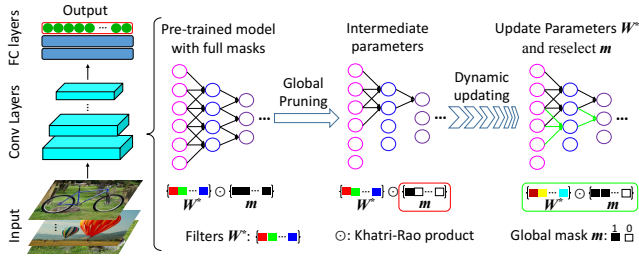 Output
FC layers
Conv Layers
Input
Pre-trained model
with full masks
Global
Pruning
Intermediate
parameters
Dynamic
updating
Update Parameters W*
and reselect m
...
...
...
{...} ⊙ {...}
W* m
{...} ⊙ {...}
W* m
{...} ⊙ {...}
W* m
Filters W*: {...}
⊙: Khatri-Rao product
Global mask m: 1 0